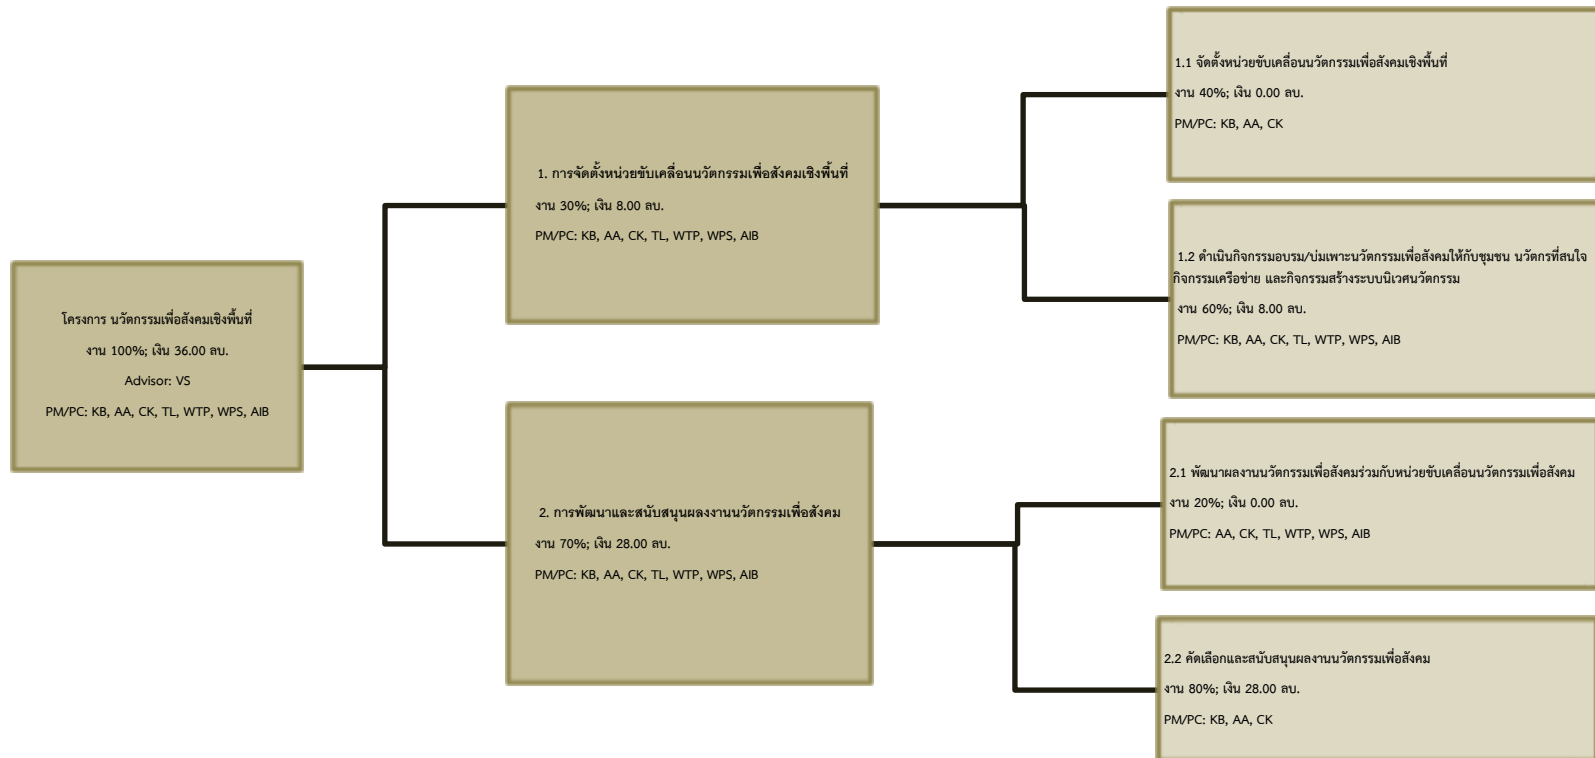 โครงการ นวัตกรรมเพื่อสังคมเชิงพื้นที่
งาน 100%; เงิน 36.00 ลบ.
Advisor: VS
PM/PC: KB, AA, CK, TL, WTP, WPS, AIB
1. การจัดตั้งหน่วยขับเคลื่อนนวัตกรรมเพื่อสังคมเชิงพื้นที่
งาน 30%; เงิน 8.00 ลบ.
PM/PC: KB, AA, CK, TL, WTP, WPS, AIB
1.1 จัดตั้งหน่วยขับเคลื่อนนวัตกรรมเพื่อสังคมเชิงพื้นที่
งาน 40%; เงิน 0.00 ลบ.
PM/PC: KB, AA, CK
1.2 ดำเนินกิจกรรมอบรม/บ่มเพาะนวัตกรรมเพื่อสังคมให้กับชุมชน นวัตกรที่สนใจ
กิจกรรมเครือข่าย และกิจกรรมสร้างระบบนิเวศนวัตกรรม
งาน 60%; เงิน 8.00 ลบ.
PM/PC: KB, AA, CK, TL, WTP, WPS, AIB
2. การพัฒนาและสนับสนุนผลงงานนวัตกรรมเพื่อสังคม
งาน 70%; เงิน 28.00 ลบ.
PM/PC: KB, AA, CK, TL, WTP, WPS, AIB
2.1 พัฒนาผลงานนวัตกรรมเพื่อสังคมร่วมกับหน่วยขับเคลื่อนนวัตกรรมเพื่อสังคม
งาน 20%; เงิน 0.00 ลบ.
PM/PC: AA, CK, TL, WTP, WPS, AIB
2.2 คัดเลือกและสนับสนุนผลงานนวัตกรรมเพื่อสังคม
งาน 80%; เงิน 28.00 ลบ.
PM/PC: KB, AA, CK